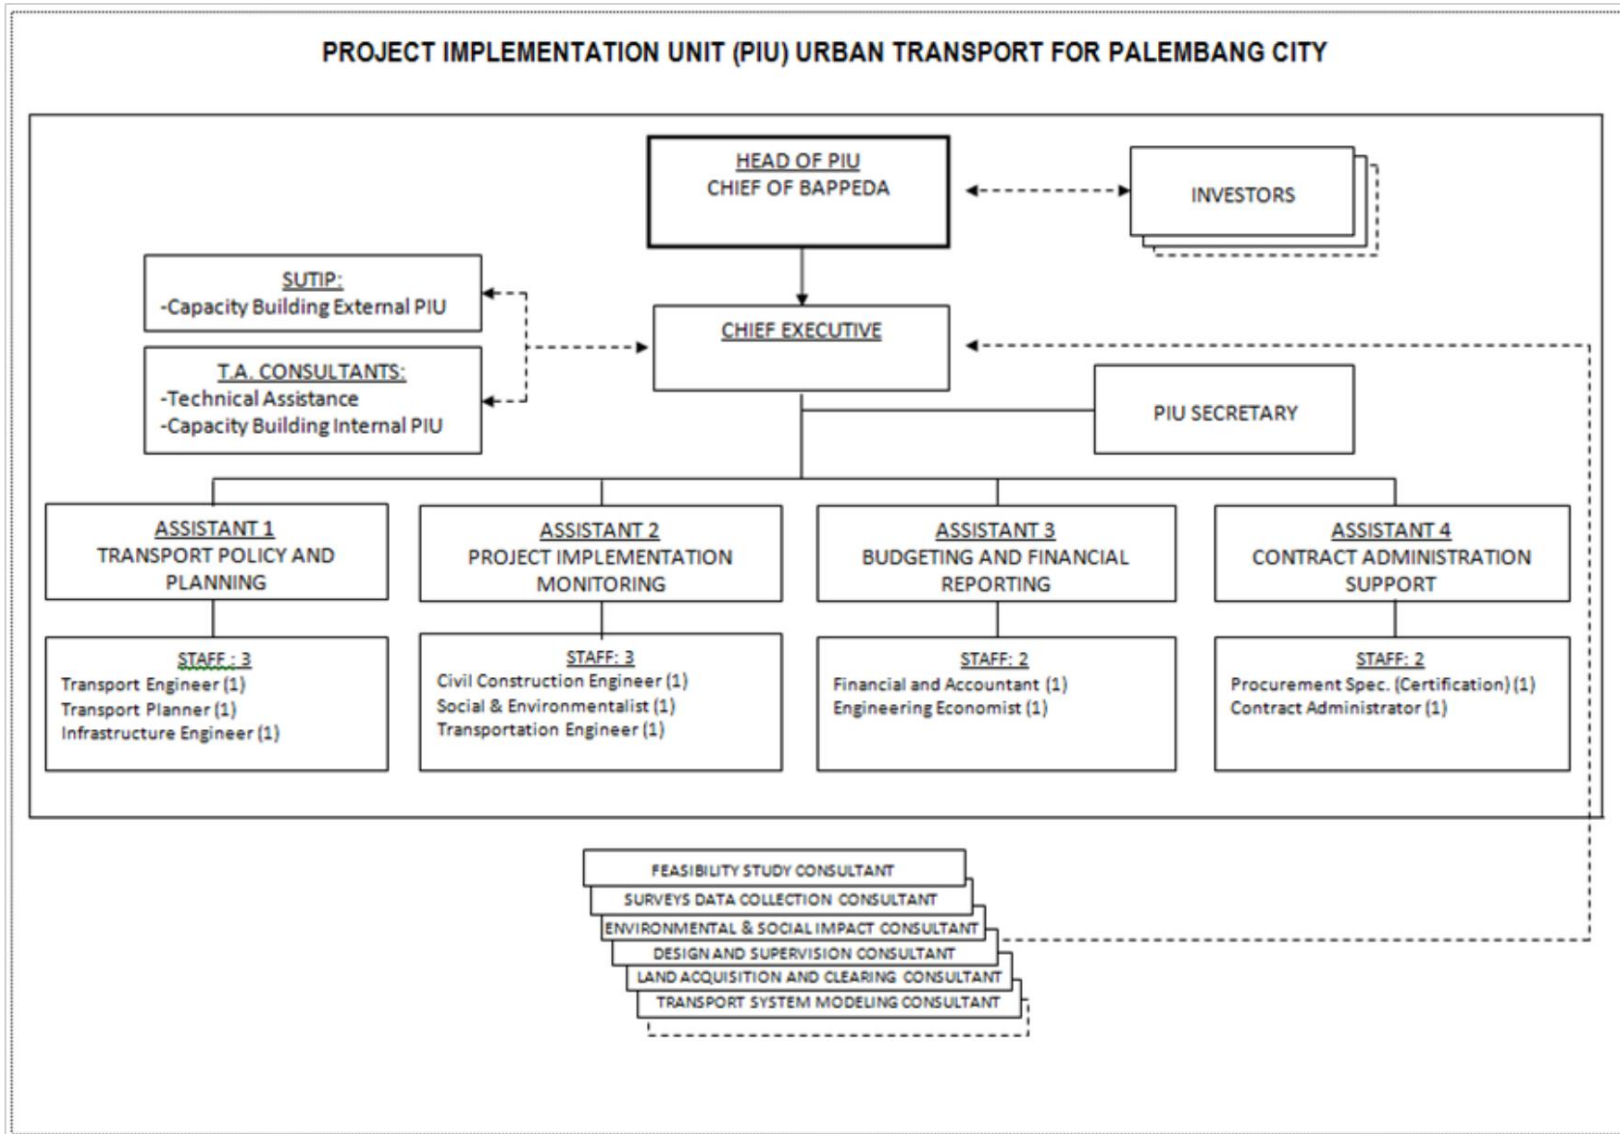 PROJECT IMPLEMENTATION UNIT (PIU) URBAN TRANSPORT FOR PALEMBANG CITY
HEAD OF PIU
CHIEF OF BAPPEDA
INVESTORS
SUTIP:
-Capacity Building External PIU
CHIEF EXECUTIVE
T.A. CONSULTANTS:
-Technical Assistance
-Capacity Building Internal PIU
PIU SECRETARY
ASSISTANT 1
TRANSPORT POLICY AND
PLANNING
ASSISTANT 2
PROJECT IMPLEMENTATION
MONITORING
ASSISTANT 3
BUDGETING AND FINANCIAL
REPORTING
ASSISTANT 4
CONTRACT ADMINISTRATION
SUPPORT
STAFF : 3
Transport Engineer (1)
Transport Planner (1)
Infrastructure Engineer (1)
STAFF: 3
Civil Construction Engineer (1)
Social & Environmentalist (1)
Transportation Engineer (1)
STAFF: 2
Financial and Accountant (1)
Engineering Economist (1)
STAFF: 2
Procurement Spec. (Certification) (1)
Contract Administrator (1)
FEASIBILITY STUDY CONSULTANT
SURVEYS DATA COLLECTION CONSULTANT
ENVIRONMENTAL & SOCIAL IMPACT CONSULTANT
DESIGN AND SUPERVISION CONSULTANT
LAND ACQUISITION AND CLEARING CONSULTANT
TRANSPORT SYSTEM MODELING CONSULTANT